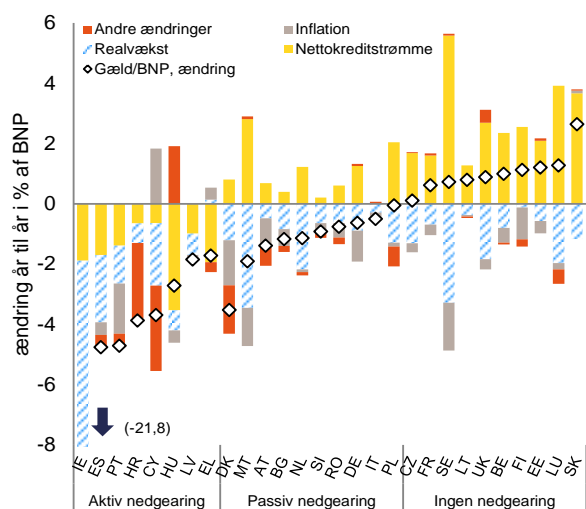 Andre ændringer
Inflation
Realvækst
Nettokreditstrømme
Gæld/BNP, ændring
ændring år til år i % af BNP
6
4
2
0
-2
-4
-6
-8
(-21,8)
IE ES PT HR CY HU LV EL DK MT AT BG NL SI RO DE IT PL CZ FR SE LT UK BE FI EE LU SK
Aktiv nedgearing Passiv nedgearing Ingen nedgearing